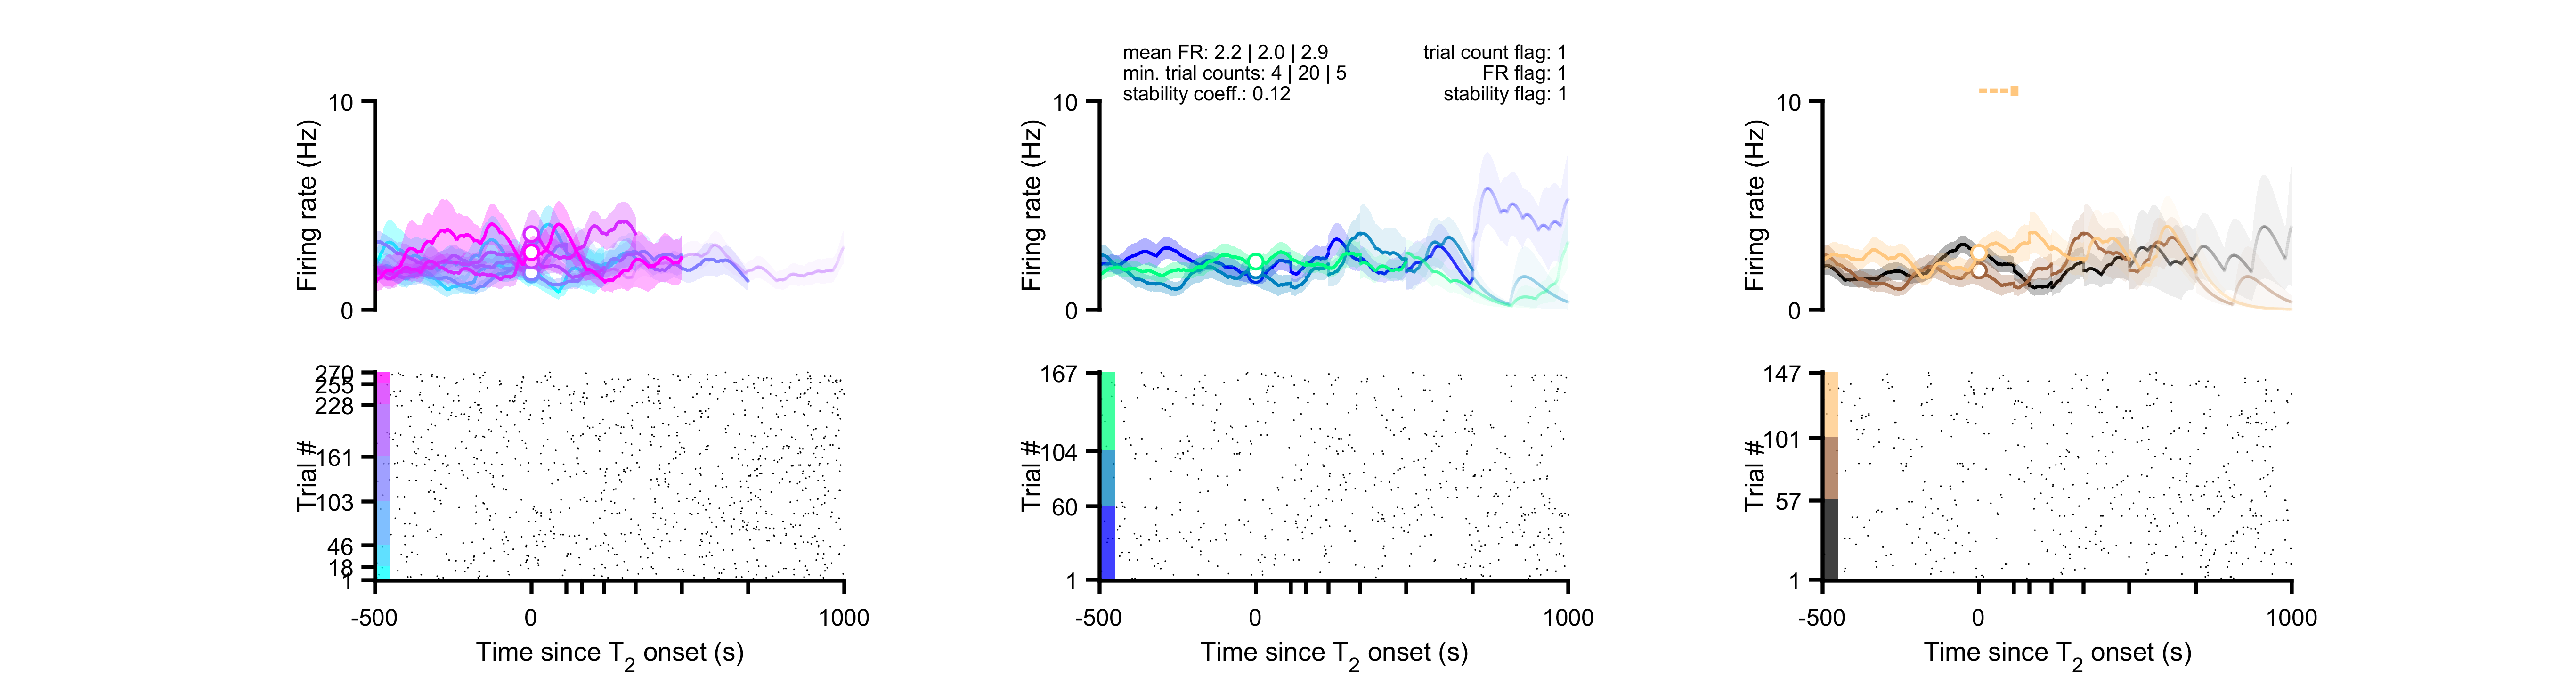 mean FR: 2.2 | 2.0 | 2.9
min. trial counts: 4 | 20 | 5
stability coeff.: 0.12
trial count flag: 1
FR flag: 1
stability flag: 1
10
Firing rate (Hz)
0
10
Firing rate (Hz)
0
10
Firing rate (Hz)
0
270
255
228
161
103
46
18
1
Trial #
-500
0
1000
Time since T2 onset (s)
167
104
60
1
Trial #
-500
0
1000
Time since T2 onset (s)
147
101
57
1
Trial #
-500
0
1000
Time since T2 onset (s)